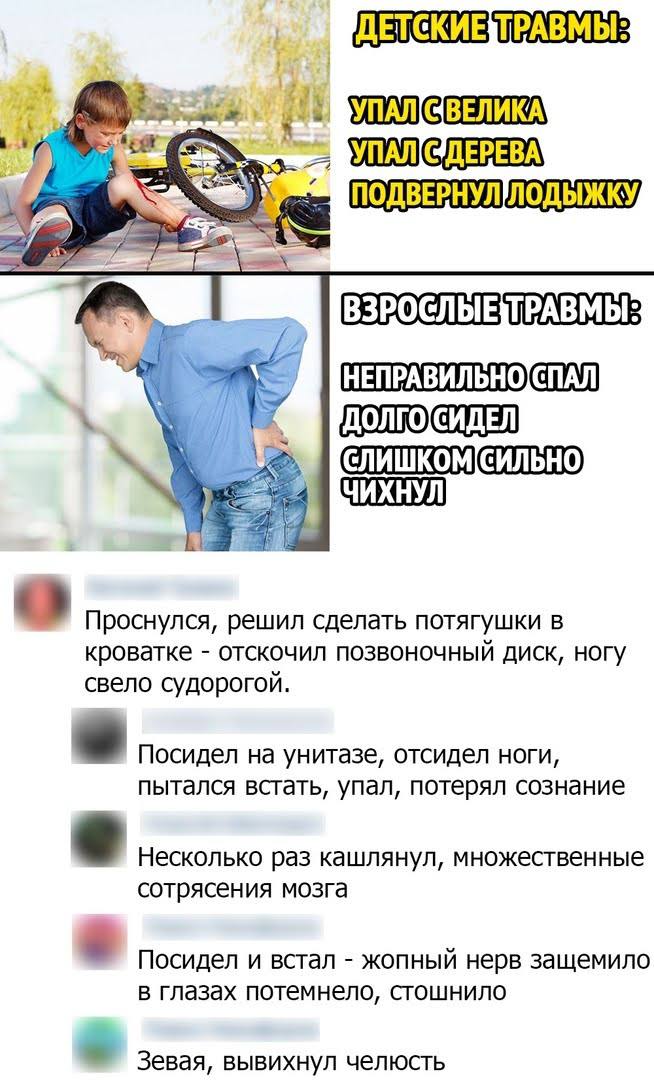 ДЕТСКИЕ ТРАВМЫ:
УПАЛ С ВЕЛИКА
УПАЛ С ДЕРЕВА
ПОДВЕРНУЛ ЛОДЫЖКУ
ВЗРОСЛЫЕ ТРАВМЫ:
НЕПРАВИЛЬНО СПАЛ
ДОЛГО СИДЕЛ
СЛИШКОМ СИЛЬНО
ЧИХНУЛ
Проснулся, решил сделать потягушки в
кроватке - отскочил позвоночный диск, ногу
свело судорогой.
Посидел на унитазе, отсидел ноги,
пытался встать, упал, потерял сознание
Несколько раз кашлянул, множественные
сотрясения мозга
Посидел и встал - жопный нерв защемило
в глазах потемнело, стошнило
Зевая, вывихнул челюсть